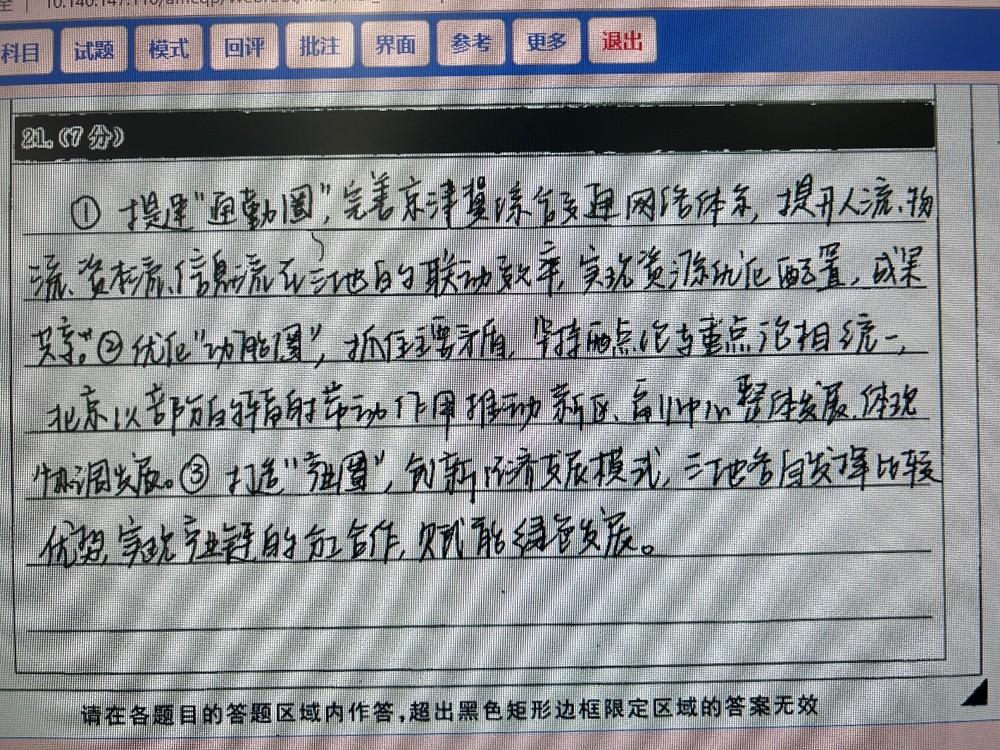 科目 试题 模式 回评 批注 界面 参考 更多 退出
21.(7分)
① 提速"通勤圈",完善京津冀综合交通网络体系,提升人流、物
流、资本流、信息流在三地的联动效率,实现资源优化配置,成果
共享。②优化"功能圈",抓住主要矛盾,坚持两点论与重点论相统一,
北京以部分的辐射带动作用推动新区、副中心整体发展,体现
协调发展。③ 打造"产业圈",创新经济发展模式,三地各自发挥比较
优势,实现产业链的分工合作,赋能绿色发展。
请在各题目的答题区域内作答,超出黑色矩形边框限定区域的答案无效